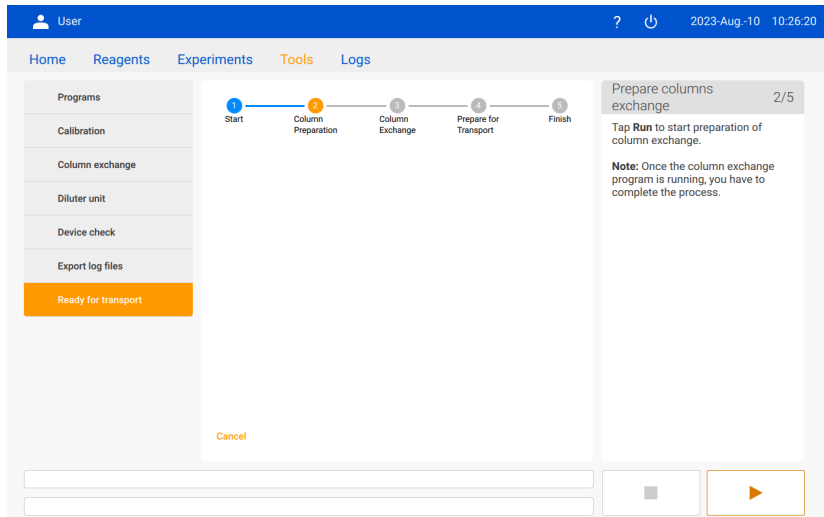 User
? 2023-Aug.-10 10:26:20
Home Reagents Experiments Tools Logs
Programs
Calibration
Column exchange
Diluter unit
Device check
Export log files
Ready for transport
1 2 3 4 5
Start Column Column Prepare for Finish
Preparation Exchange Transport
Cancel
Prepare columns
exchange 2/5
Tap Run to start preparation of
column exchange.
Note: Once the column exchange
program is running, you have to
complete the process.